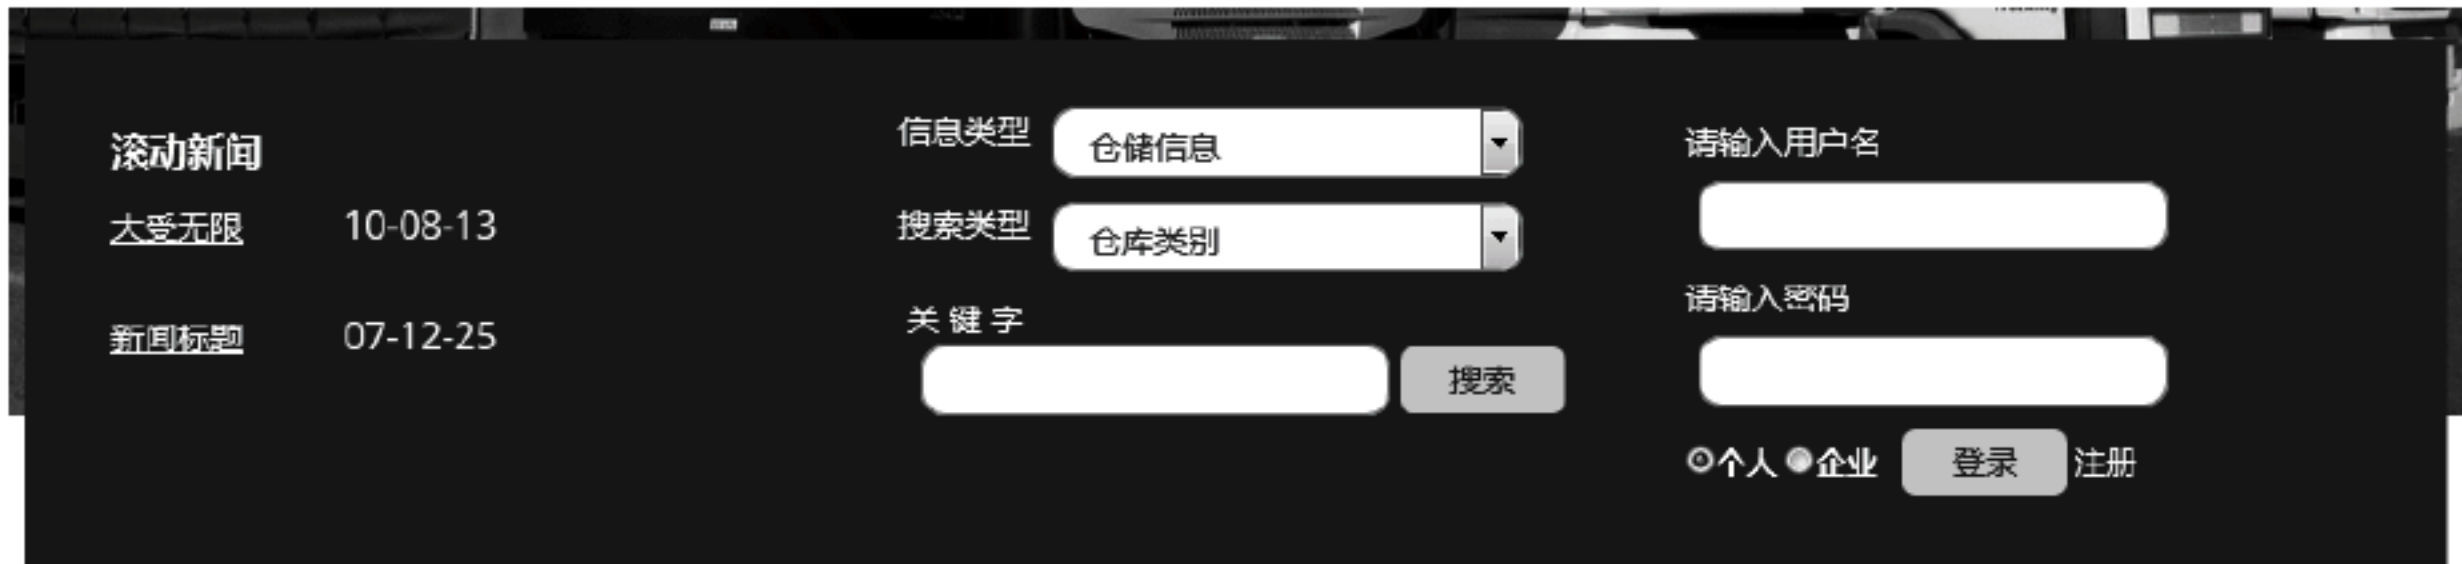 滚动新闻
大受无限 10-08-13
新闻标题 07-12-25
信息类型 仓储信息
搜索类型 仓库类别
关 键 字
搜索
请输入用户名
请输入密码
个人 企业 登录 注册